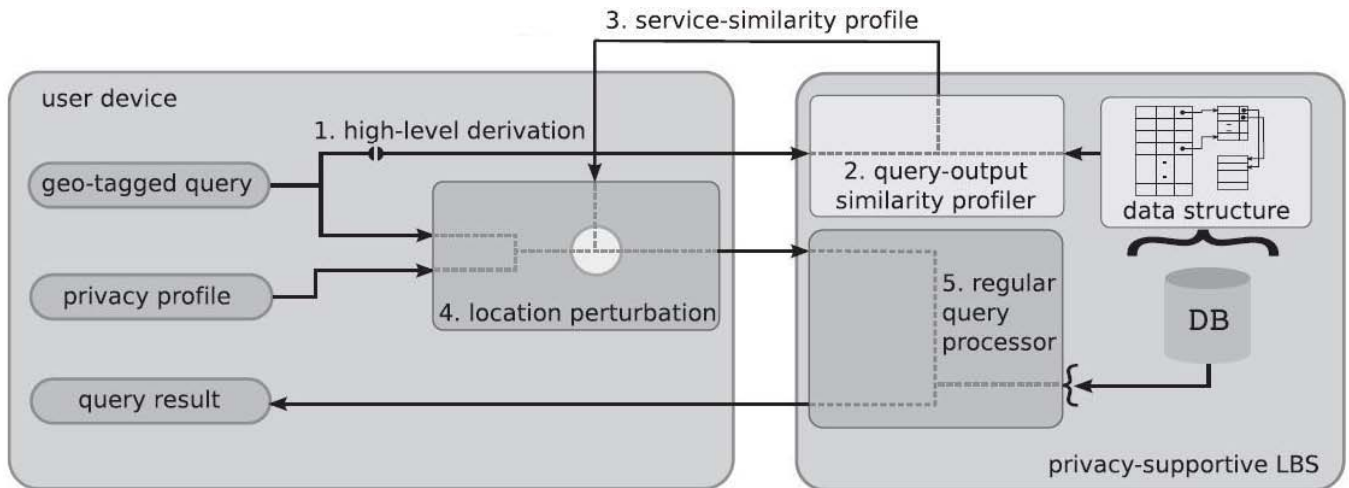 3. service-similarity profile
user device
1. high-level derivation
geo-tagged query
2. query-output
similarity profiler
data structure
privacy profile
4. location perturbation
5. regular
query
processor
DB
query result
privacy-supportive LBS